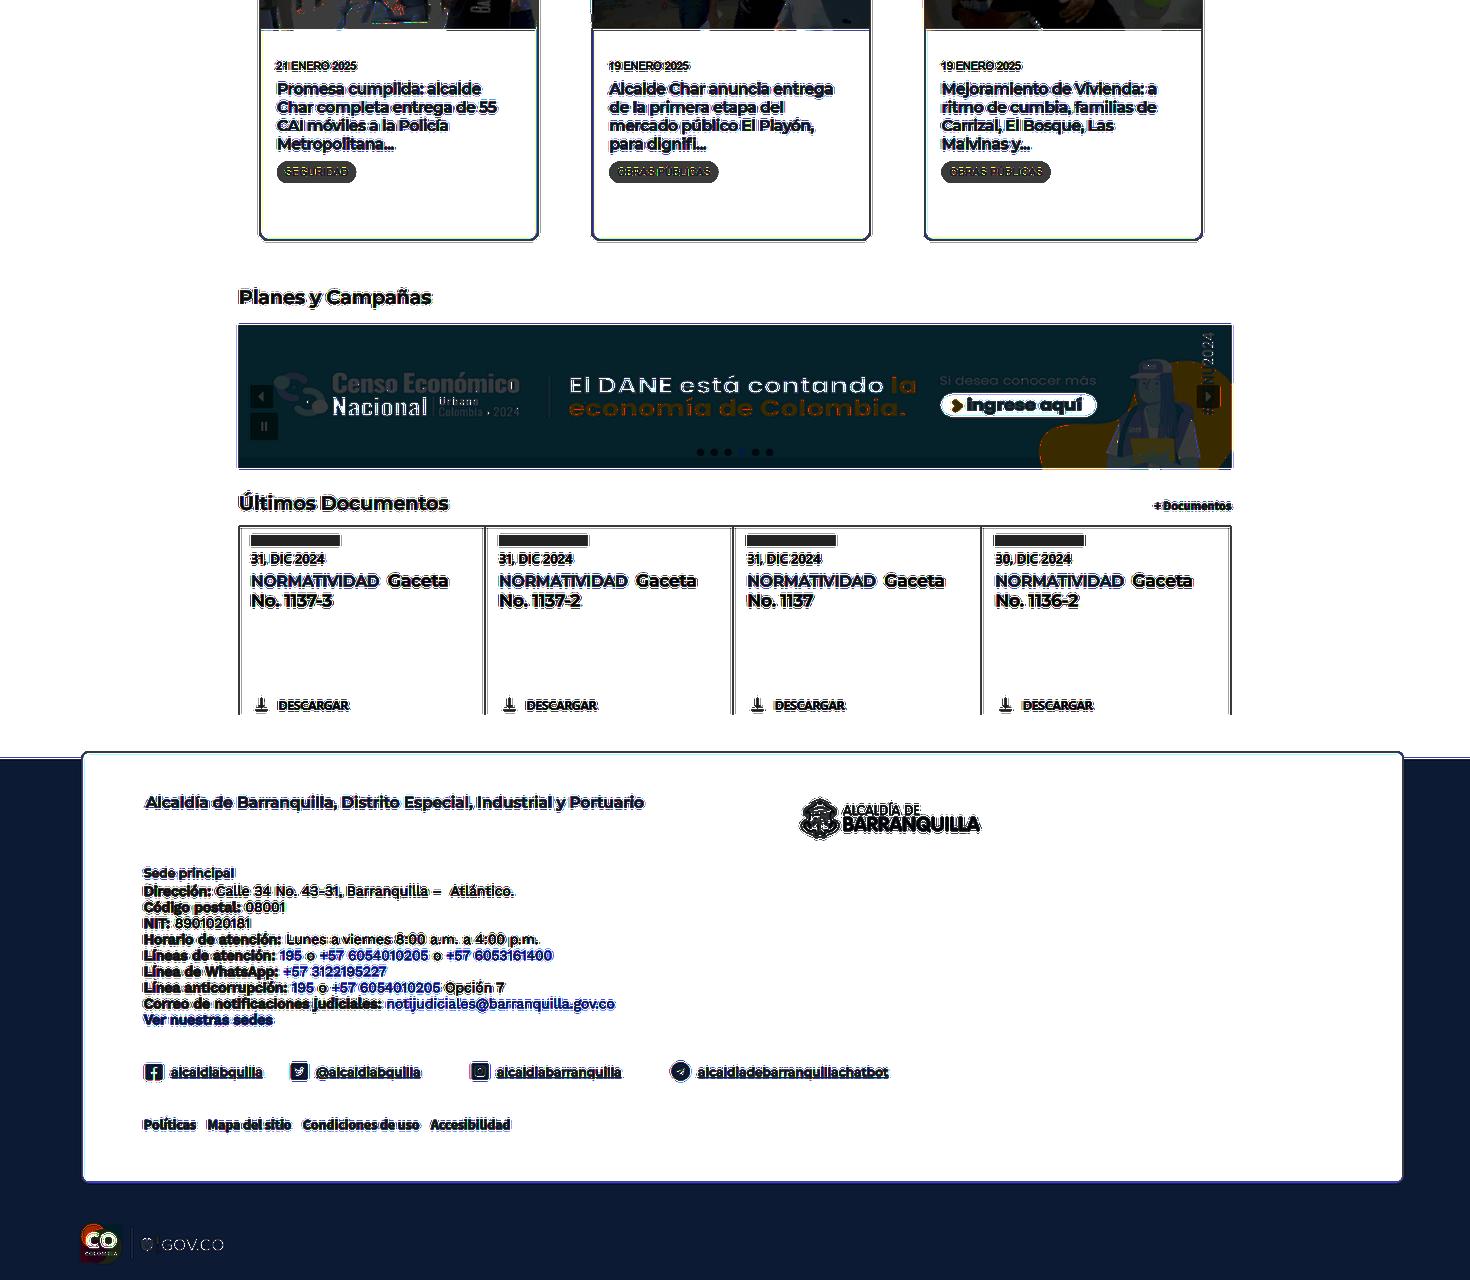 21 ENERO 2025
Promesa cumplida: alcalde
Char completa entrega de 55
CAI móviles a la Policía
Metropolitana...
SEGURIDAD
19 ENERO 2025
Alcalde Char anuncia entrega
de la primera etapa del
mercado público El Playón,
para dignifi...
OBRAS PÚBLICAS
19 ENERO 2025
Mejoramiento de Vivienda: a
ritmo de cumbia, familias de
Carrizal, El Bosque, Las
Malvinas y...
OBRAS PÚBLICAS
Planes y Campañas
Censo Económico
Nacional Urbano
Colombia 2024
El DANE está contando la
economía de Colombia.
Si desea conocer más
ingrese aquí
Últimos Documentos
+ Documentos
31, DIC 2024
NORMATIVIDAD Gaceta
No. 1137-3
DESCARGAR
31, DIC 2024
NORMATIVIDAD Gaceta
No. 1137-2
DESCARGAR
31, DIC 2024
NORMATIVIDAD Gaceta
No. 1137
DESCARGAR
30, DIC 2024
NORMATIVIDAD Gaceta
No. 1136-2
DESCARGAR
Alcaldía de Barranquilla, Distrito Especial, Industrial y Portuario
ALCALDÍA DE
BARRANQUILLA
Sede principal
Dirección: Calle 34 No. 43-31, Barranquilla – Atlántico.
Código postal: 08001
NIT: 8901020181
Horario de atención: Lunes a viernes 8:00 a.m. a 4:00 p.m.
Líneas de atención: 195 o +57 6054010205 o +57 6053161400
Línea de WhatsApp: +57 3122195227
Línea anticorrupción: 195 o +57 6054010205 Opción 7
Correo de notificaciones judiciales: notijudiciales@barranquilla.gov.co
Ver nuestras sedes
alcaldiabquilla @alcaldiabquilla alcaldiabarranquilla alcaldiadebarranquillachatbot
Políticas Mapa del sitio Condiciones de uso Accesibilidad
CO
COLOMBIA
GOV.CO